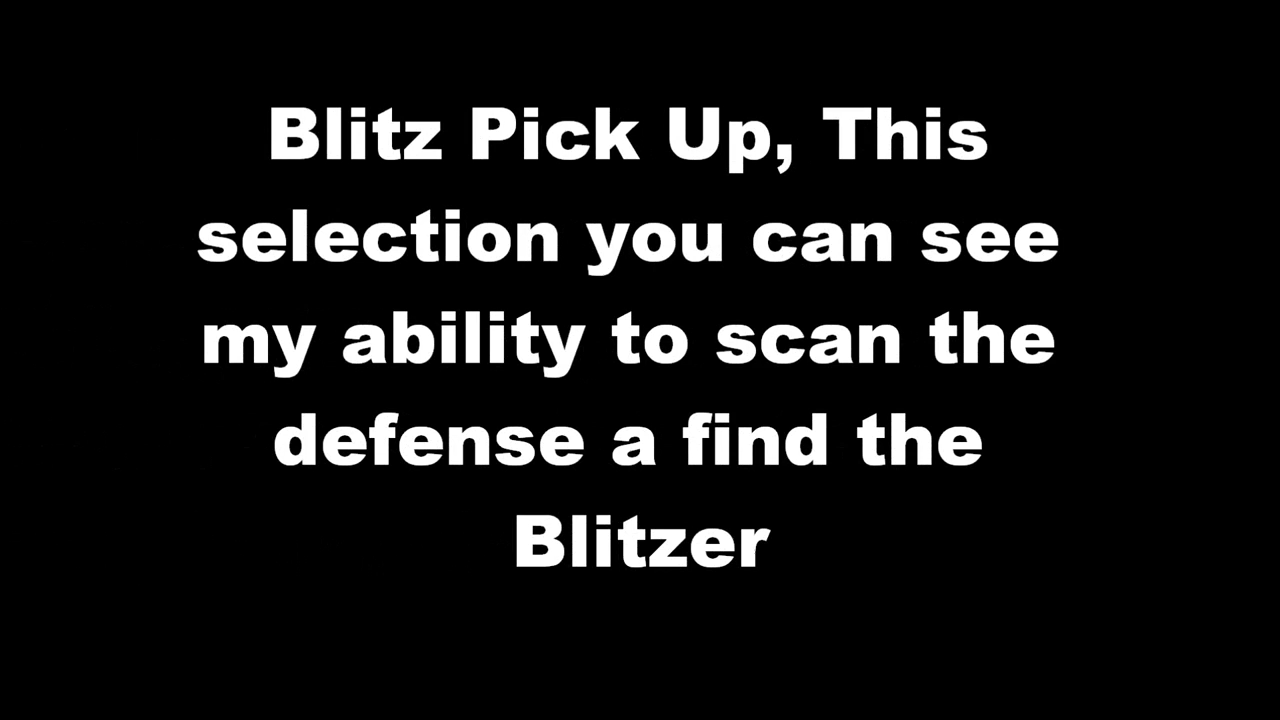 Blitz Pick Up, This
selection you can see
my ability to scan the
defense a find the
Blitzer